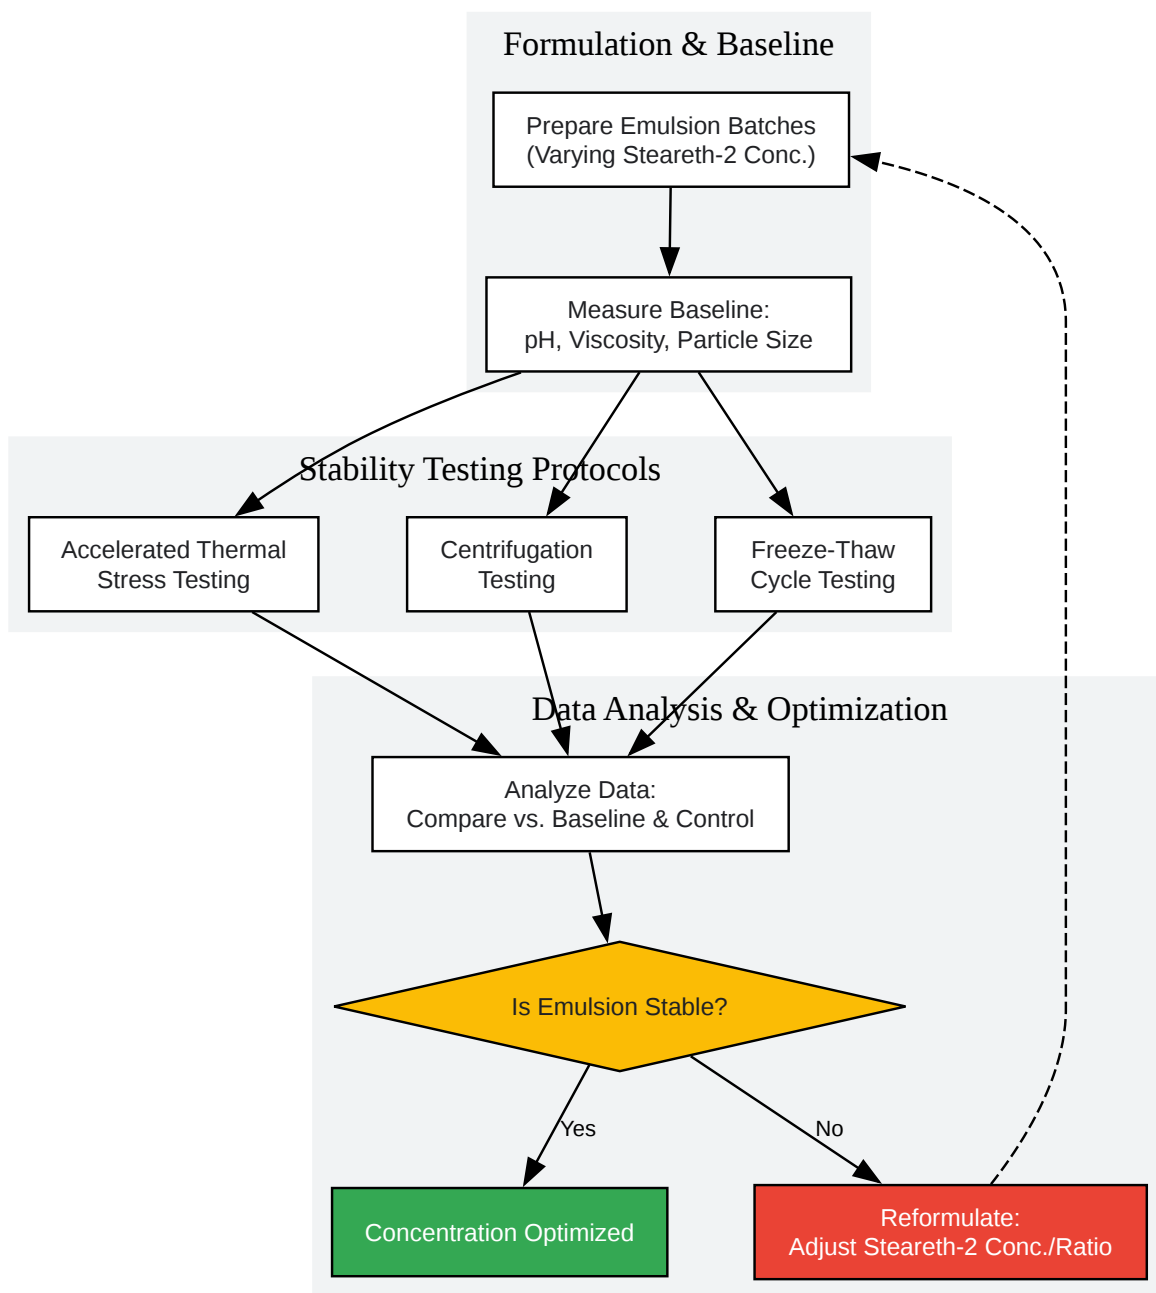 Formulation & Baseline
Prepare Emulsion Batches
(Varying Steareth-2 Conc.)
Measure Baseline:
pH, Viscosity, Particle Size
Stability Testing Protocols
Accelerated Thermal
Stress Testing
Centrifugation
Testing
Freeze-Thaw
Cycle Testing
Data Analysis & Optimization
Analyze Data:
Compare vs. Baseline & Control
Is Emulsion Stable?
Yes
No
Concentration Optimized
Reformulate:
Adjust Steareth-2 Conc./Ratio